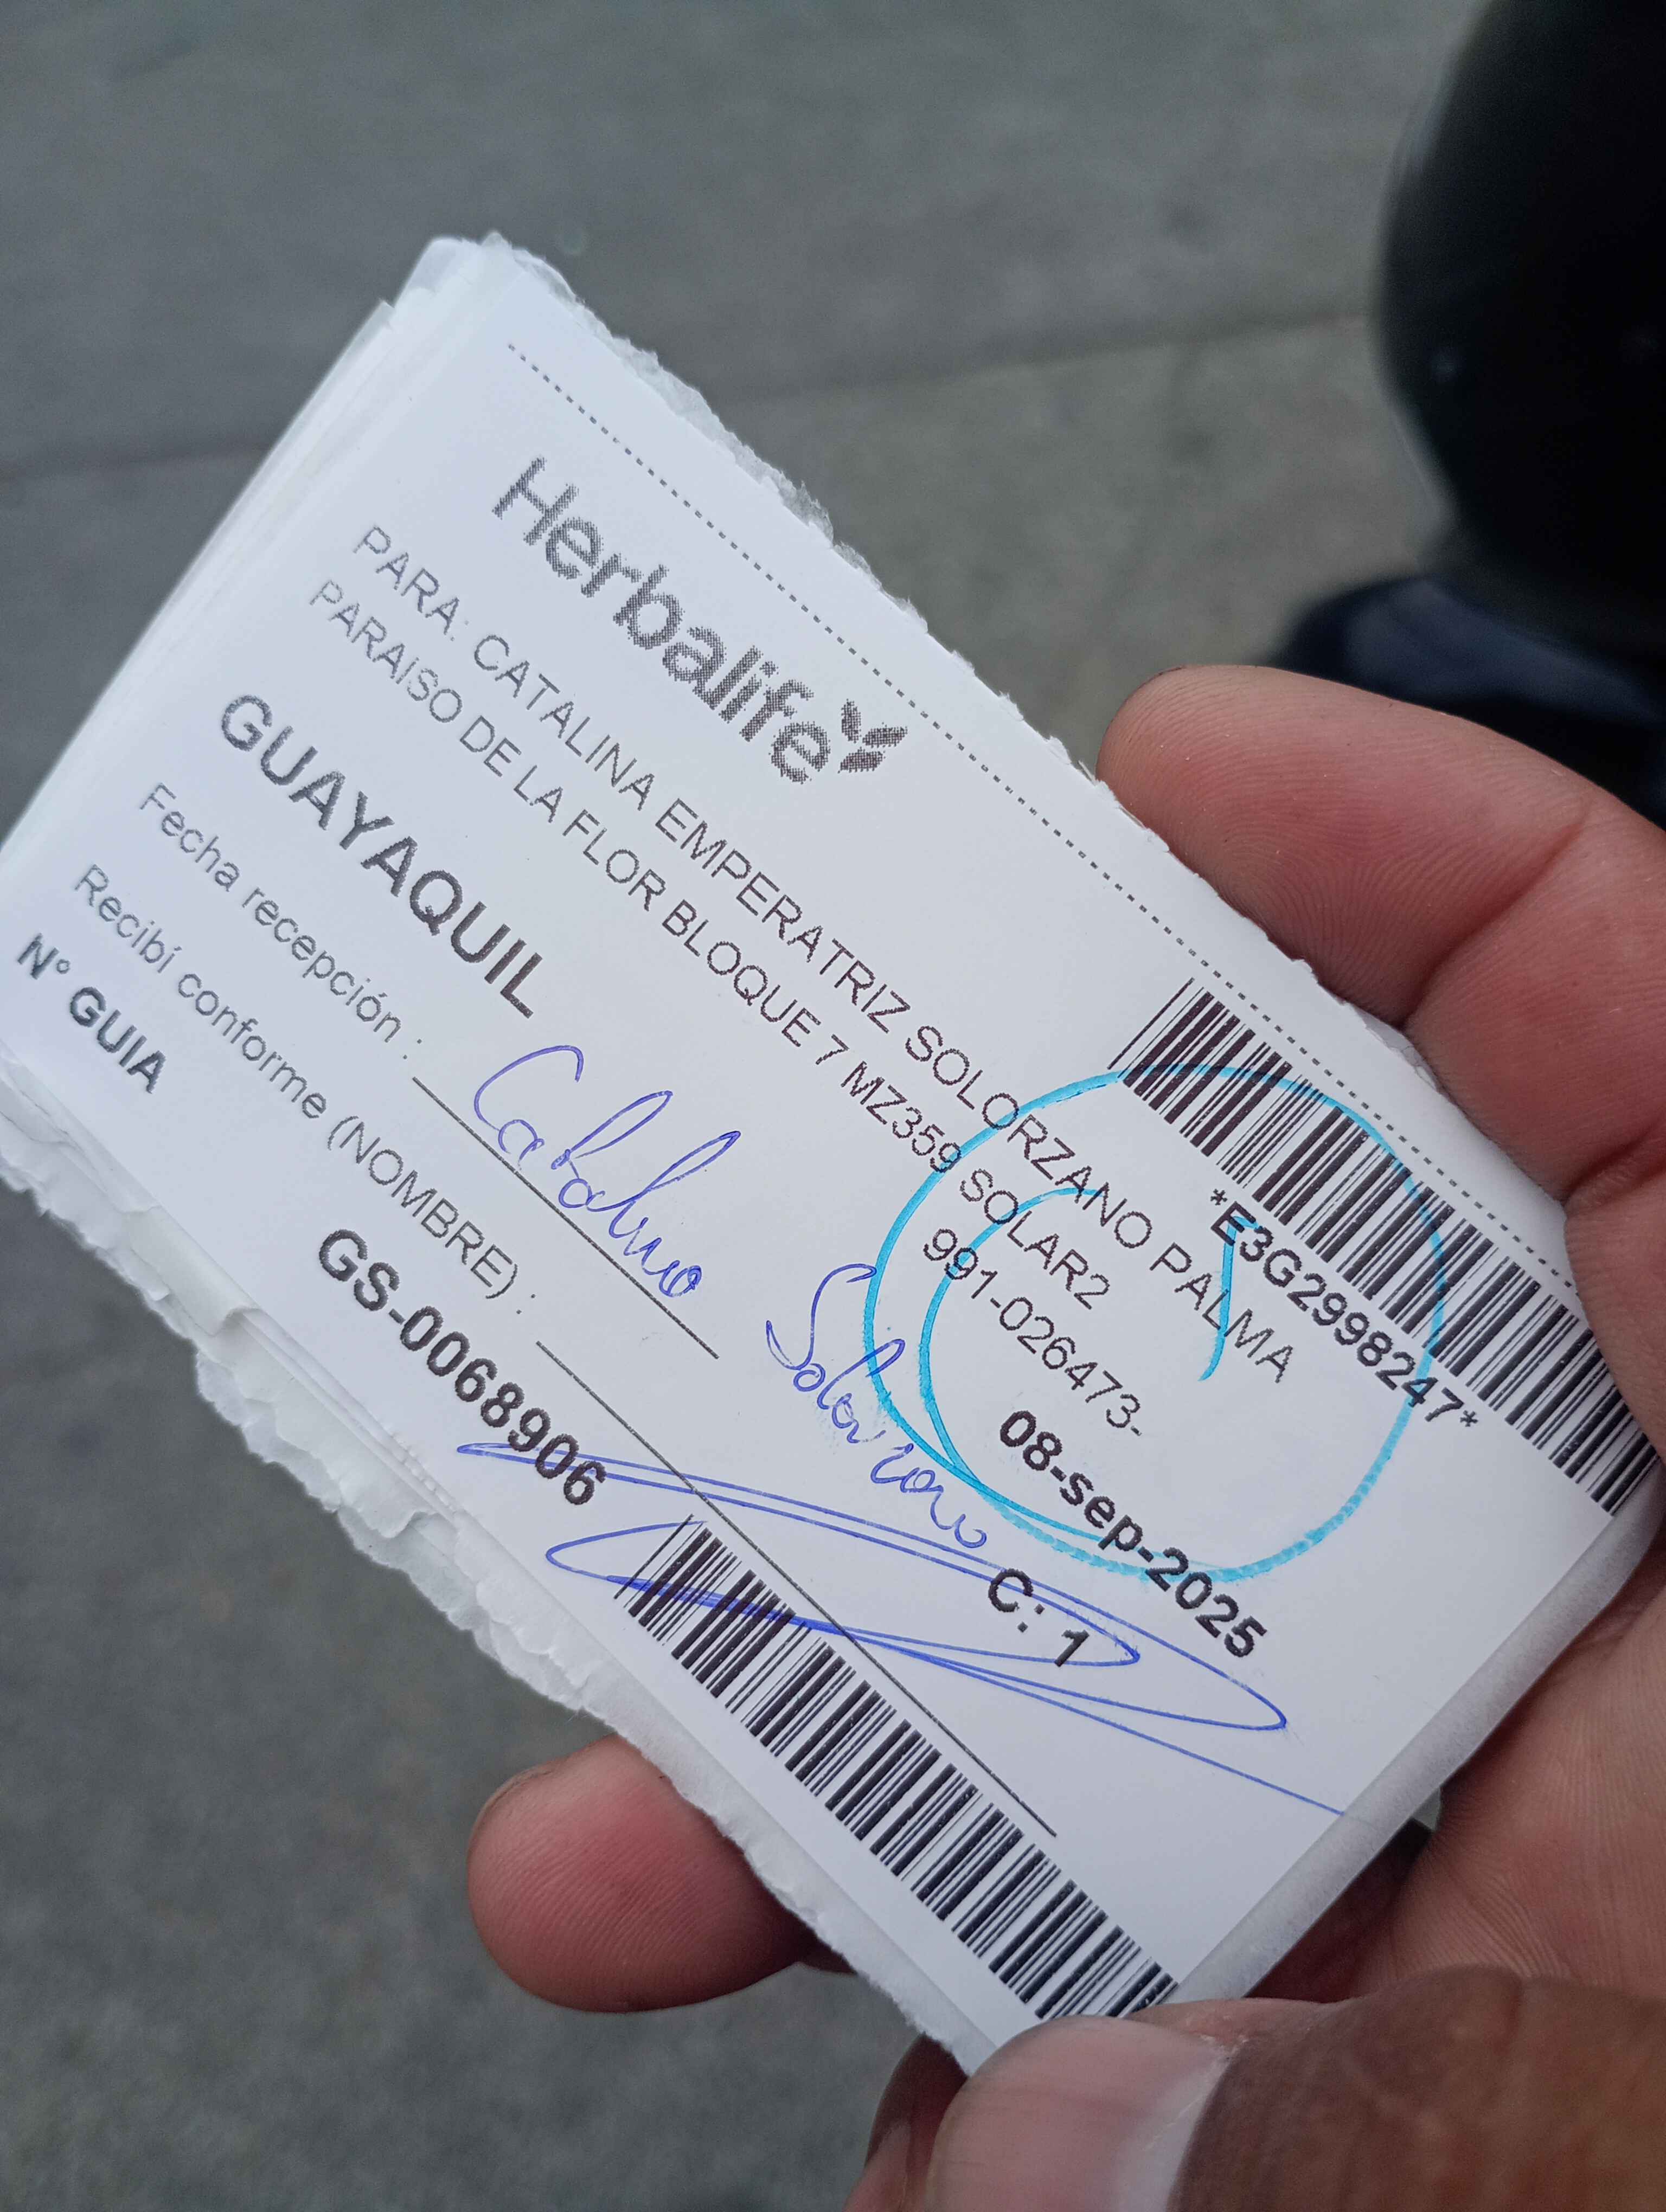 Herbalife
*E3G2998247*
PARA: CATALINA EMPERATRIZ SOLORZANO PALMA
PARAISO DE LA FLOR BLOQUE 7 MZ359 SOLAR2
991-026473-
GUAYAQUIL
08-sep-2025
Fecha recepción :
C: 1
Recibí conforme (NOMBRE) :
Solorzano
N° GUIA
GS-0068906